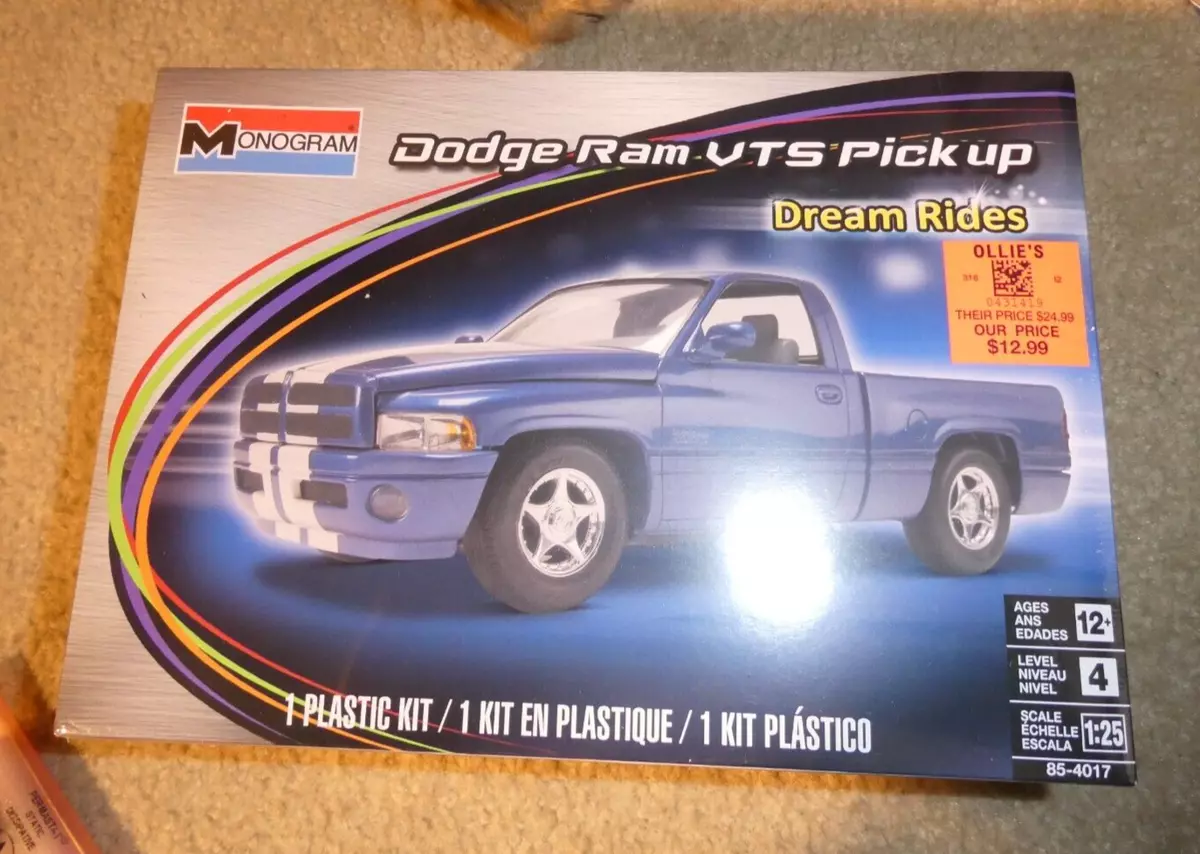 MONOGRAM
Dodge Ram VTS Pickup
Dream Rides
OLLIE'S
0431419
THEIR PRICE $24.99
OUR PRICE
$12.99
AGES
ANS
EDADES
12+
LEVEL
NIVEAU
NIVEL
4
SCALE
ÉCHELLE
ESCALA
1:25
85-4017
1 PLASTIC KIT / 1 KIT EN PLASTIQUE / 1 KIT PLÁSTICO
STATIC